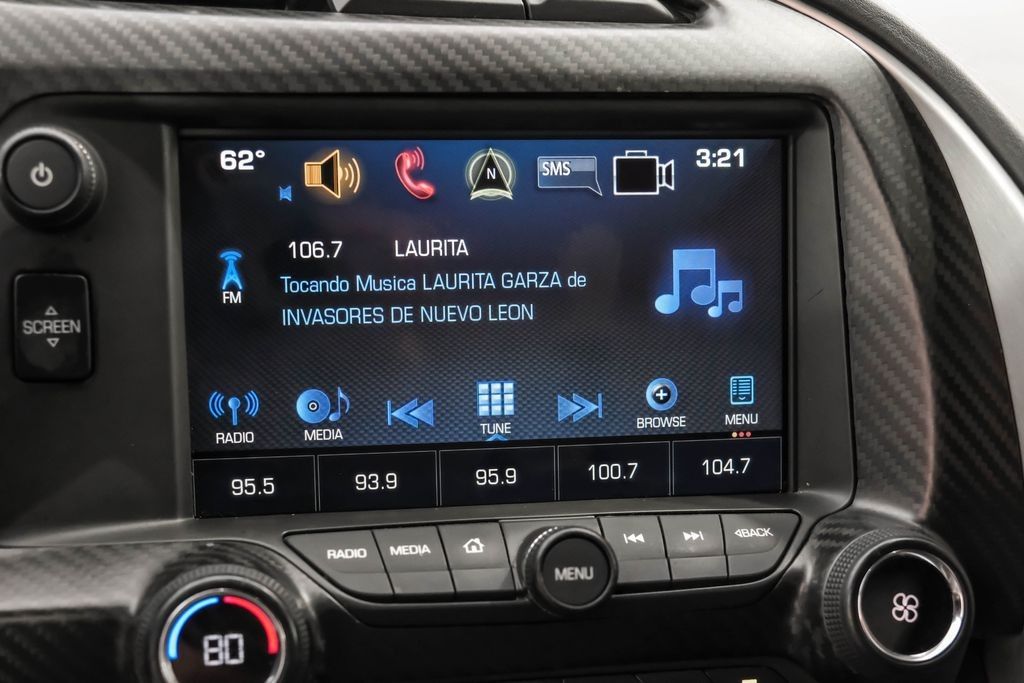 62° N SMS 3:21
106.7 LAURITA
Tocando Musica LAURITA GARZA de
INVASORES DE NUEVO LEON
FM
SCREEN
RADIO MEDIA TUNE BROWSE MENU
95.5 93.9 95.9 100.7 104.7
RADIO MEDIA MENU BACK
80